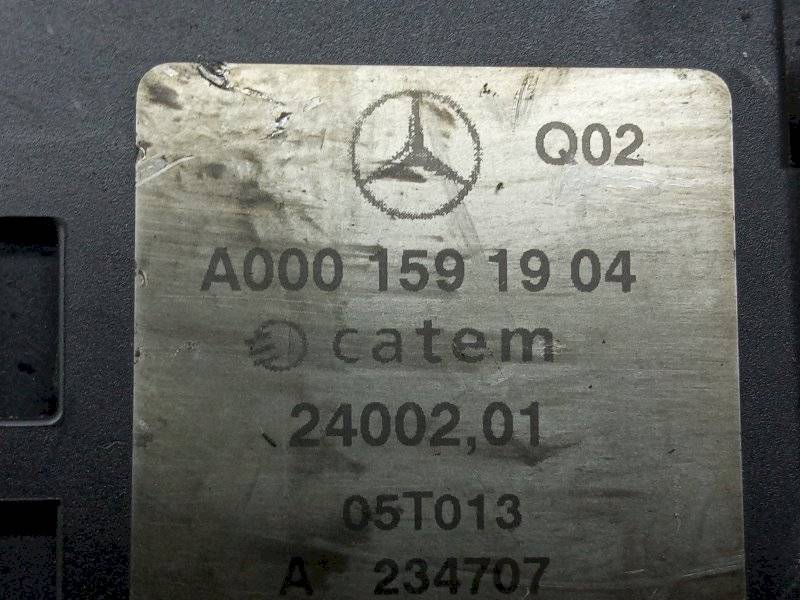 Q02
A000 159 19 04
catem
24002,01
05T013
A 234707